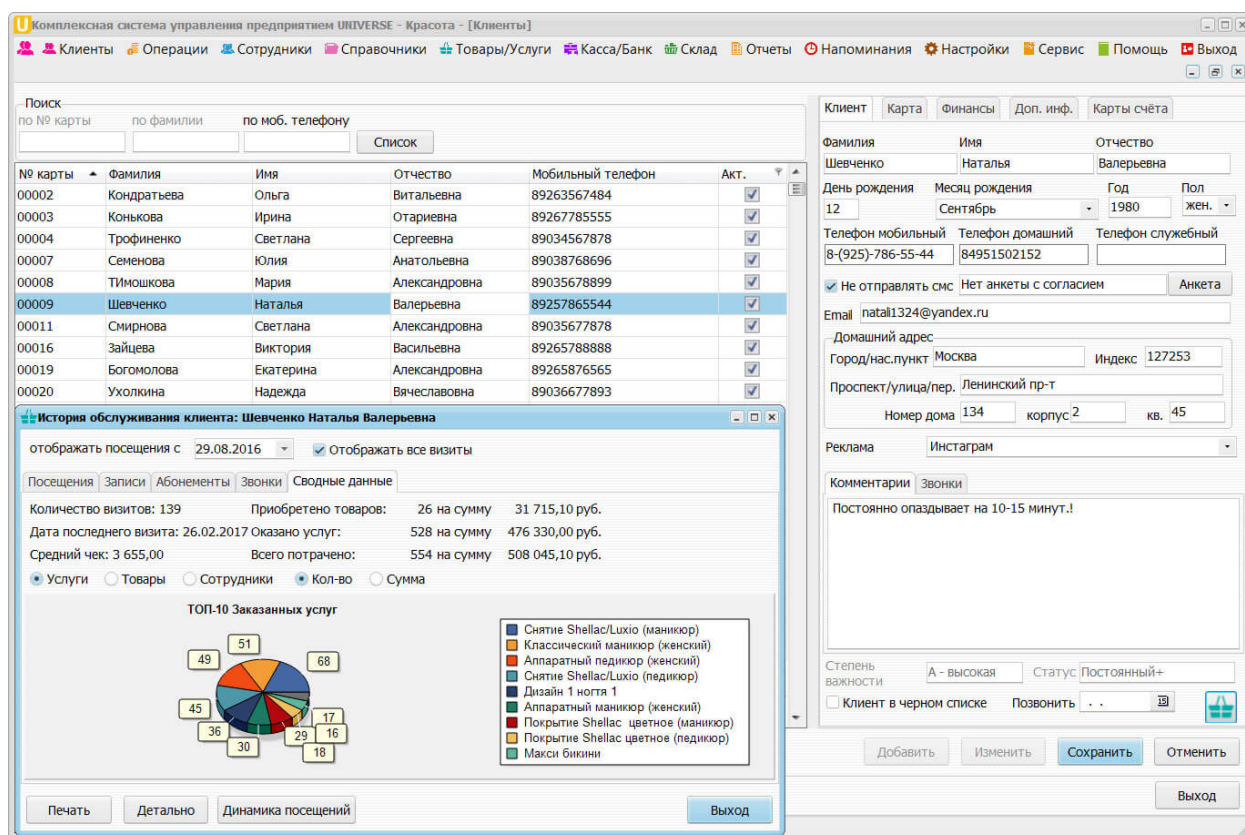 Комплексная система управления предприятием UNIVERSE - Красота - [Клиенты]
Клиенты Операции Сотрудники Справочники Товары/Услуги Касса/Банк Склад Отчеты Напоминания Настройки Сервис Помощь Выход
Поиск
по № карты по фамилии по моб. телефону
Список
№ карты Фамилия Имя Отчество Мобильный телефон Акт.
00002 Кондратьева Ольга Витальевна 89263567484
00003 Конькова Ирина Отариевна 89267785555
00004 Трофиненко Светлана Сергеевна 89034567878
00007 Семенова Юлия Анатольевна 89038768696
00008 ТИмошкова Мария Александровна 89035678899
00009 Шевченко Наталья Валерьевна 89257865544
00011 Смирнова Светлана Александровна 89035677878
00016 Зайцева Виктория Васильевна 89265788888
00019 Богомолова Екатерина Александровна 89265876565
00020 Ухолкина Надежда Вячеславовна 89036677893
История обслуживания клиента: Шевченко Наталья Валерьевна
отображать посещения с 29.08.2016 Отображать все визиты
Посещения Записи Абонементы Звонки Сводные данные
Количество визитов: 139 Приобретено товаров: 26 на сумму 31 715,10 руб.
Дата последнего визита: 26.02.2017 Оказано услуг: 528 на сумму 476 330,00 руб.
Средний чек: 3 655,00 Всего потрачено: 554 на сумму 508 045,10 руб.
Услуги Товары Сотрудники Кол-во Сумма
ТОП-10 Заказанных услуг
51
49
68
45
36
30
29
18
16
17
Снятие Shellac/Luxio (маникюр)
Классический маникюр (женский)
Аппаратный педикюр (женский)
Снятие Shellac/Luxio (педикюр)
Дизайн 1 ногтя 1
Аппаратный маникюр (женский)
Покрытие Shellac цветное (маникюр)
Покрытие Shellac цветное (педикюр)
Макси бикини
Печать Детально Динамика посещений Выход
Клиент Карта Финансы Доп. инф. Карты счёта
Фамилия Имя Отчество
Шевченко Наталья Валерьевна
День рождения Месяц рождения Год Пол
12 Сентябрь 1980 жен.
Телефон мобильный Телефон домашний Телефон служебный
8-(925)-786-55-44 84951502152
Не отправлять смс Нет анкеты с согласием Анкета
Email natali1324@yandex.ru
Домашний адрес
Город/нас.пункт Москва Индекс 127253
Проспект/улица/пер. Ленинский пр-т
Номер дома 134 корпус 2 кв. 45
Реклама Инстаграм
Комментарии Звонки
Постоянно опаздывает на 10-15 минут.!
Степень важности А - высокая Статус Постоянный+
Клиент в черном списке Позвонить . . 15
Добавить Изменить Сохранить Отменить
Выход